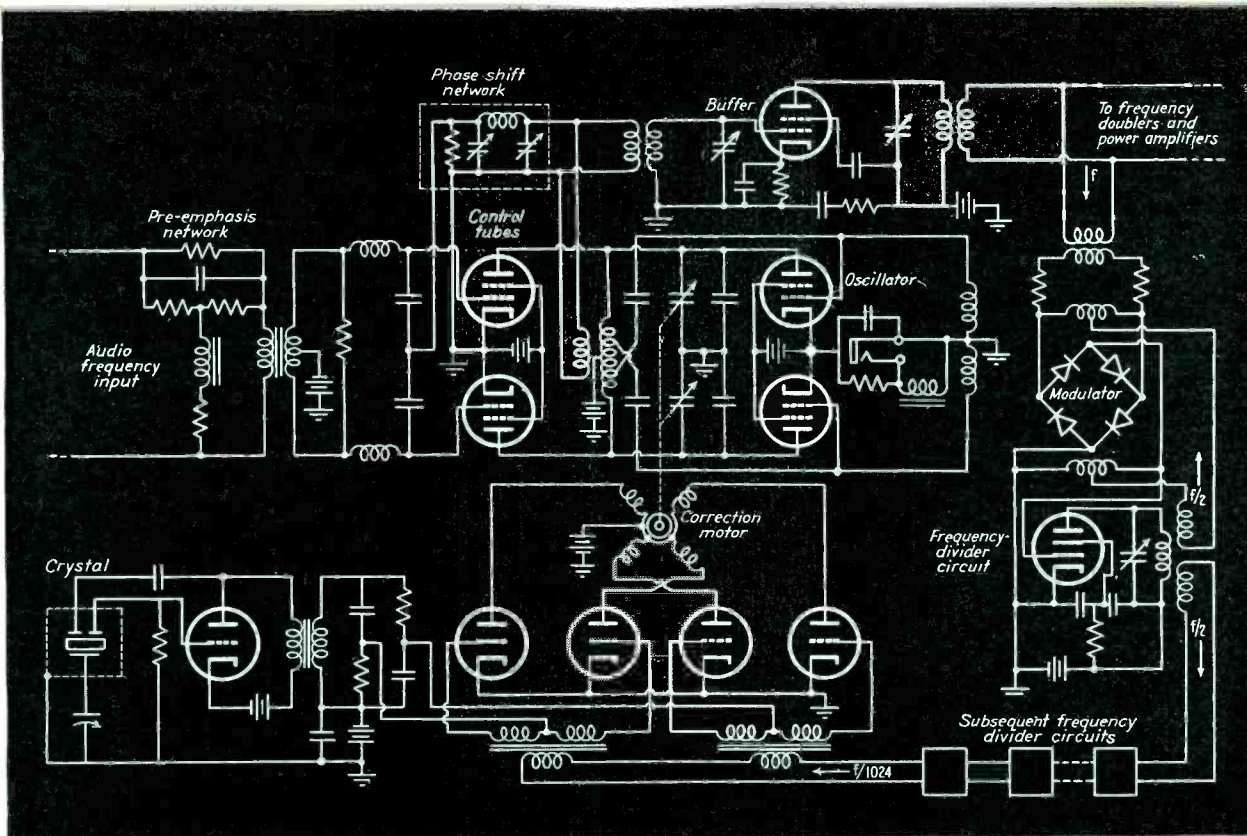 Phase shift
network
Buffer
To frequency
doublers and
power amplifiers
f
Pre-emphasis
network
Control
tubes
Oscillator
Audio
frequency
input
Modulator
f/2
Correction
motor
Frequency-
divider
circuit
Crystal
f/2
Subsequent frequency
divider circuits
f/1024